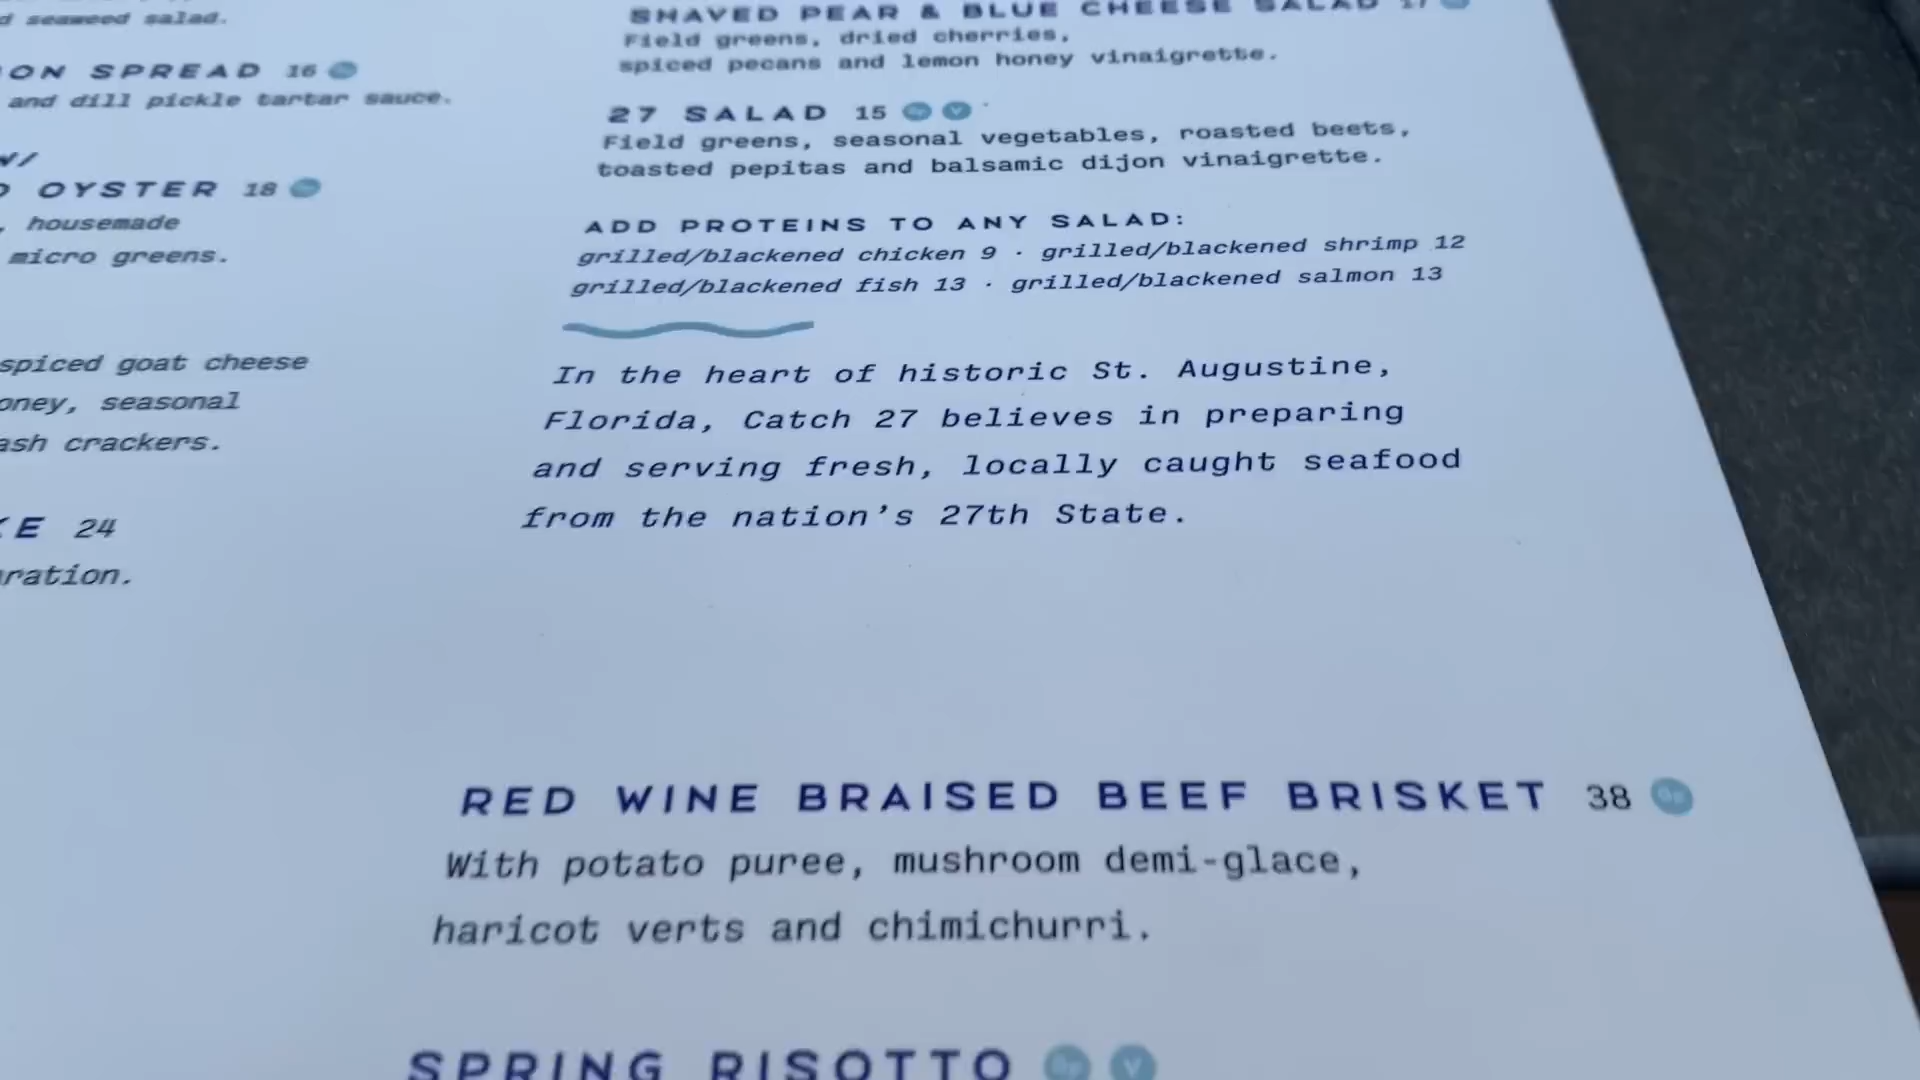 seaweed salad.
SPREAD 16
and dill pickle tartar sauce.
W/
OYSTER 18
, housemade
micro greens.
spiced goat cheese
seasonal
crackers.
24
SHAVED PEAR & BLUE CHEESE SALAD 17
Field greens, dried cherries,
spiced pecans and lemon honey vinaigrette.
27 SALAD 15 V
Field greens, seasonal vegetables, roasted beets,
toasted pepitas and balsamic dijon vinaigrette.
ADD PROTEINS TO ANY SALAD:
grilled/blackened chicken 9 · grilled/blackened shrimp 12
grilled/blackened fish 13 · grilled/blackened salmon 13
In the heart of historic St. Augustine,
Florida, Catch 27 believes in preparing
and serving fresh, locally caught seafood
from the nation's 27th State.
RED WINE BRAISED BEEF BRISKET 38
With potato puree, mushroom demi-glace,
haricot verts and chimichurri.
SPRING RISOTTO V